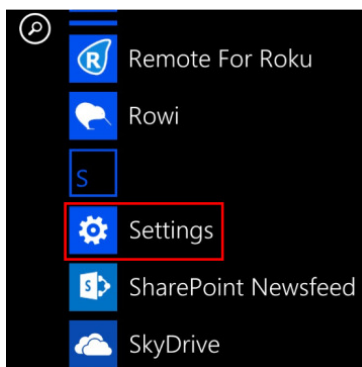 Remote For Roku
Rowi
S
Settings
SharePoint Newsfeed
SkyDrive